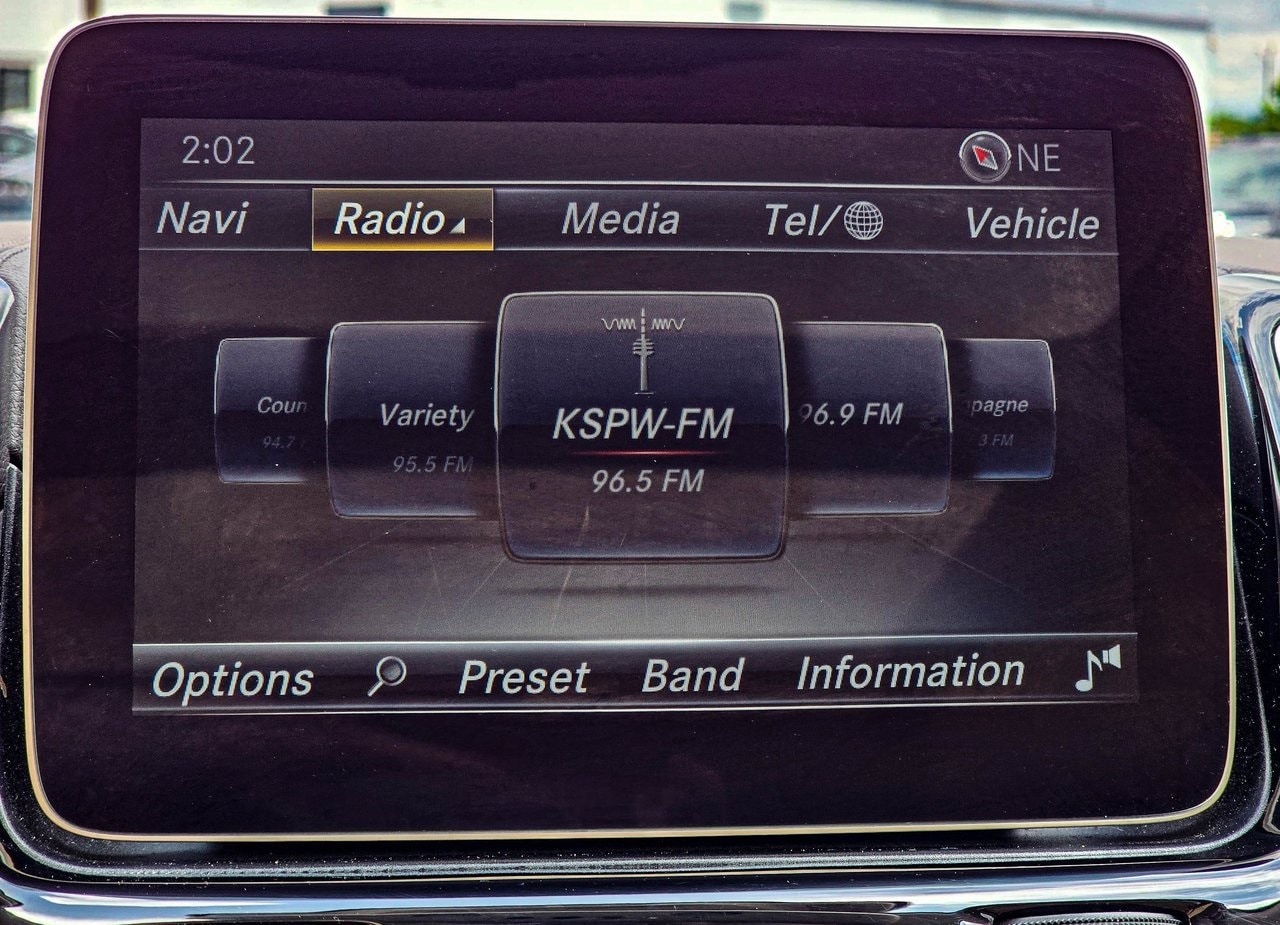 2:02 NE
Navi Radio Media Tel/ Vehicle
Variety
95.5 FM
KSPW-FM
96.5 FM
96.9 FM
Options Preset Band Information